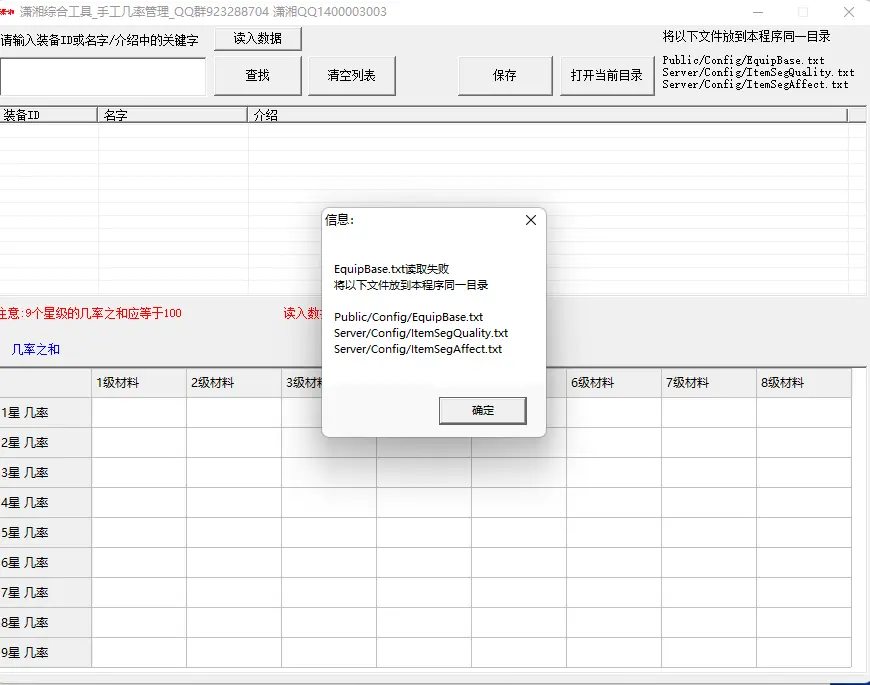 潇湘综合工具_手工几率管理_QQ群923288704 潇湘QQ1400003003
请输入装备ID或名字/介绍中的关键字
读入数据
将以下文件放到本程序同一目录
查找
清空列表
保存
打开当前目录
Public/Config/EquipBase.txt
Server/Config/ItemSegQuality.txt
Server/Config/ItemSegAffect.txt
装备ID
名字
介绍
信息:
EquipBase.txt读取失败
将以下文件放到本程序同一目录
Public/Config/EquipBase.txt
Server/Config/ItemSegQuality.txt
Server/Config/ItemSegAffect.txt
确定
注意:9个星级的几率之和应等于100
读入数
几率之和
1级材料
2级材料
3级材
6级材料
7级材料
8级材料
1星 几率
2星 几率
3星 几率
4星 几率
5星 几率
6星 几率
7星 几率
8星 几率
9星 几率